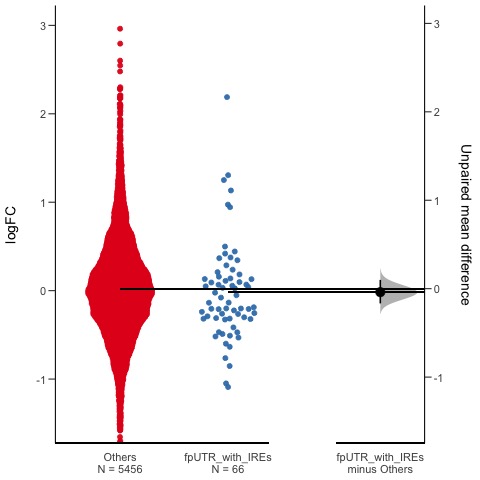 3
2
1
0
-1
logFC
3
2
1
0
-1
Unpaired mean difference
Others
N = 5456
fpUTR_with_IREs
N = 66
fpUTR_with_IREs
minus Others